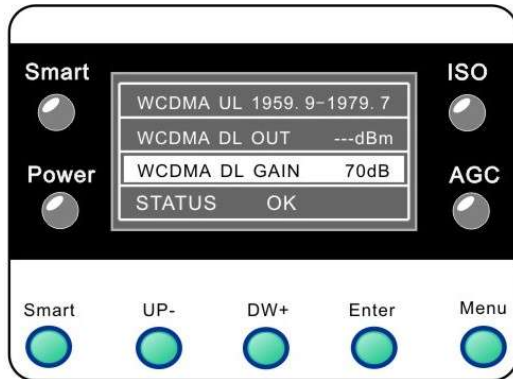 Smart
ISO
WCDMA UL 1959. 9-1979. 7
WCDMA DL OUT ---dBm
Power
WCDMA DL GAIN 70dB
AGC
STATUS OK
Smart UP- DW+ Enter Menu